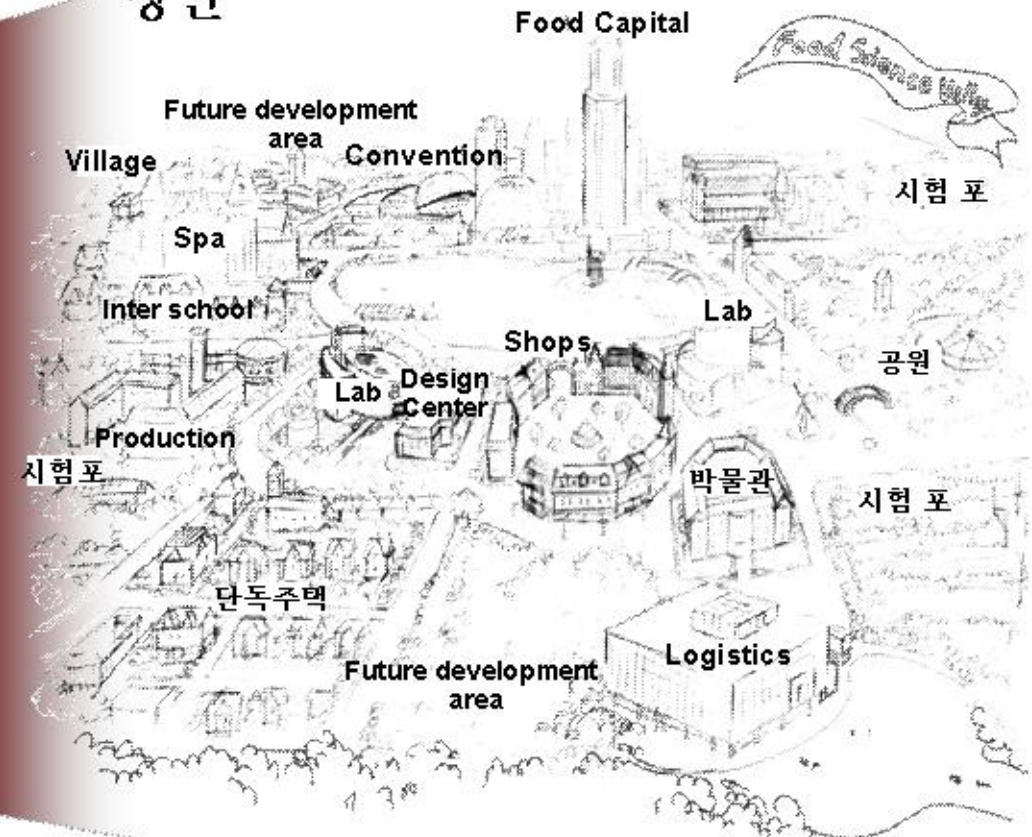 Food Capital
Food Science Valley
Future development
area
Village
Convention
시험 포
Spa
Inter school
Lab
Shops
공원
Lab
Design
Center
Production
시험포
박물관
시험 포
단독주택
Logistics
Future development
area